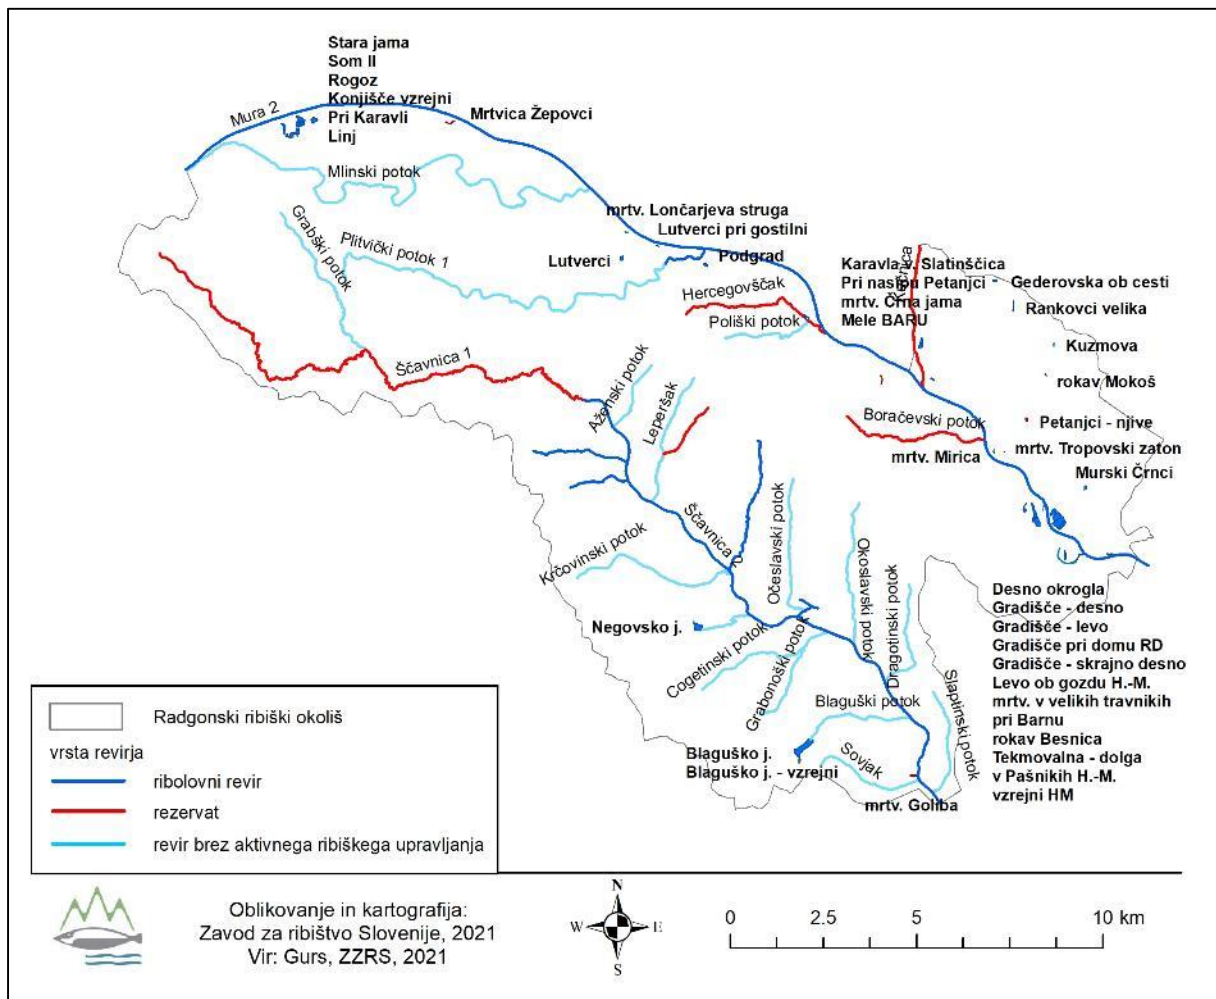 Stara jama
Som II
Rogoz
Konjišče vzrejni
Pri Karavli
Linj
Mura 2
Mrtvica Žepovci
Mlinski potok
Grabški potok
Plitvički potok 1
mrtv. Lončarjeva struga
Lutverci pri gostilni
Lutverci
Podgrad
Hercegovščak
Poliški potok
Karavla v. Slatinščica
Pri nasipu Petanjci
mrtv. Črna jama
Mele BARU
Gederovska ob cesti
Rankovci velika
Kuzmova
rokav Mokoš
Petanjci - njive
mrtv. Tropovski zaton
Murski Črnci
Ščavnica 1
Aženski potok
Leperšak
Boračevski potok
mrtv. Mirica
Ščavnica 2
Krčovinski potok
Očeslavski potok
Okoslavski potok
Dragotinski potok
Negovsko j.
Cogetinski potok
Grabonoški potok
Slaptinski potok
Blaguški potok
Blaguško j.
Blaguško j. - vzrejni
Sovjak
mrtv. Goliba
Desno okrogla
Gradišče - desno
Gradišče - levo
Gradišče pri domu RD
Gradišče - skrajno desno
Levo ob gozdu H.-M.
mrtv. v velikih travnikih
pri Barnu
rokav Besnica
Tekmovalna - dolga
v Pašnikih H.-M.
vzrejni HM
Radgonski ribiški okoliš
vrsta revirja
ribolovni revir
rezervat
revir brez aktivnega ribiškega upravljanja
Oblikovanje in kartografija:
Zavod za ribištvo Slovenije, 2021
Vir: Gurs, ZZRS, 2021
N
W E
S
0 2.5 5 10 km